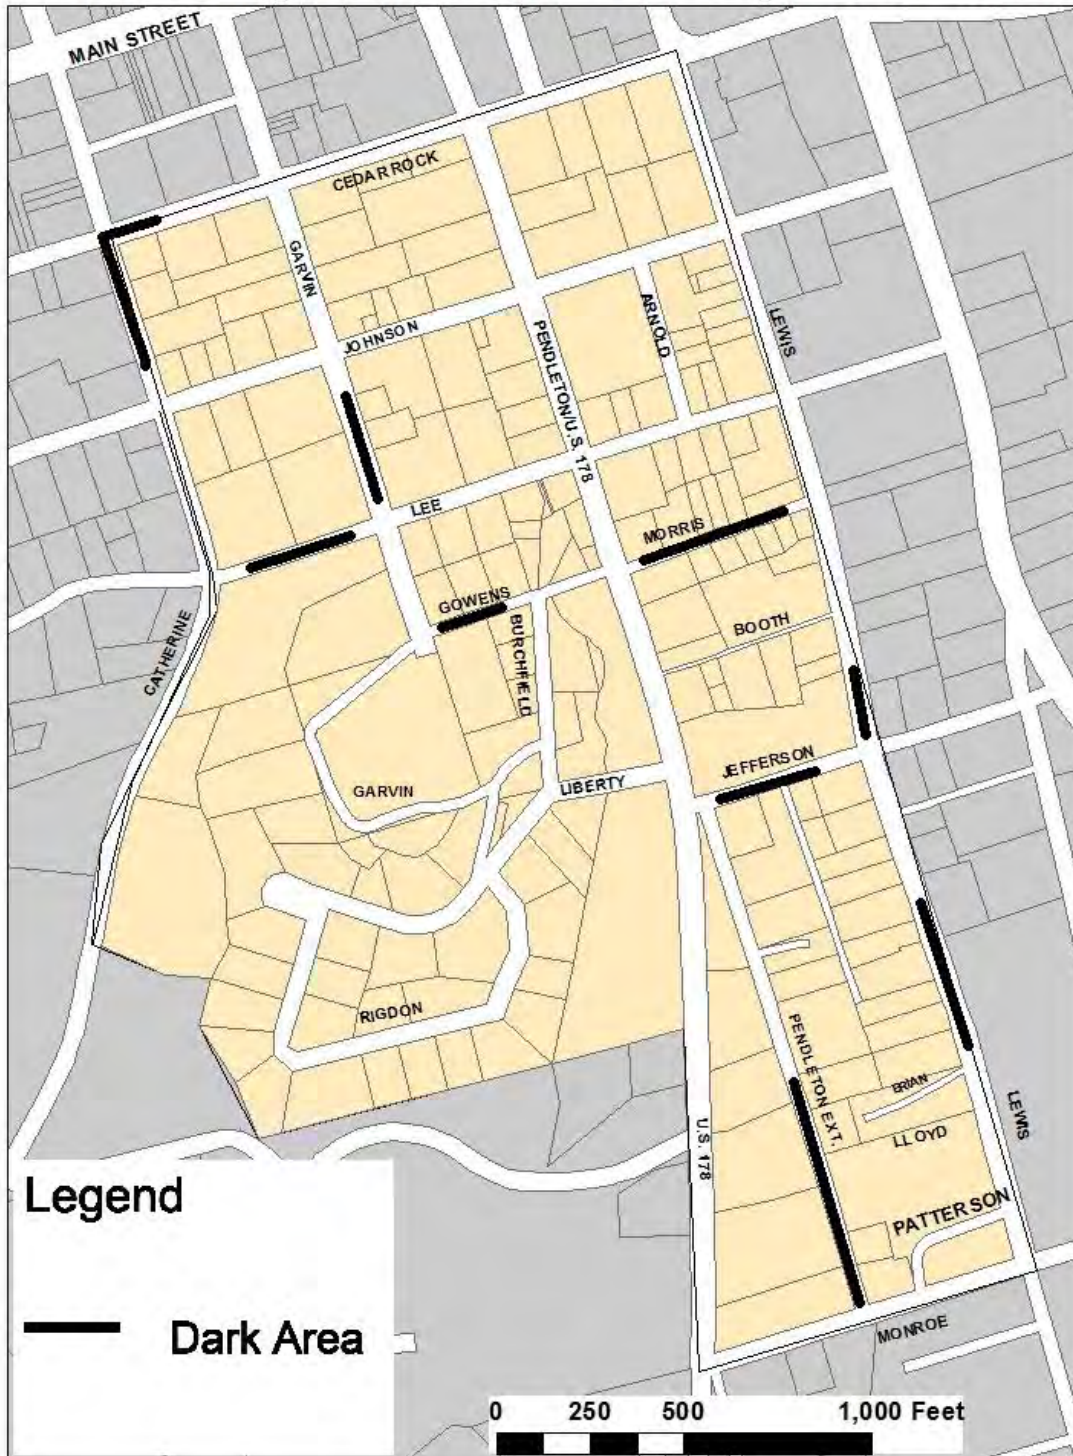 MAIN STREET
CEDAR ROCK
GARVIN
JOHNSON
ARNOLD
LEWIS
PENDLETON/U.S. 178
LEE
MORRIS
GOWENS
BURCHFIELD
BOOTH
CATHERINE
JEFFERSON
GARVIN
LIBERTY
RIGDON
PENDLETON EXT.
BRIAN
LLOYD
LEWIS
U.S. 178
PATTERSON
MONROE
Legend
Dark Area
0 250 500 1,000 Feet